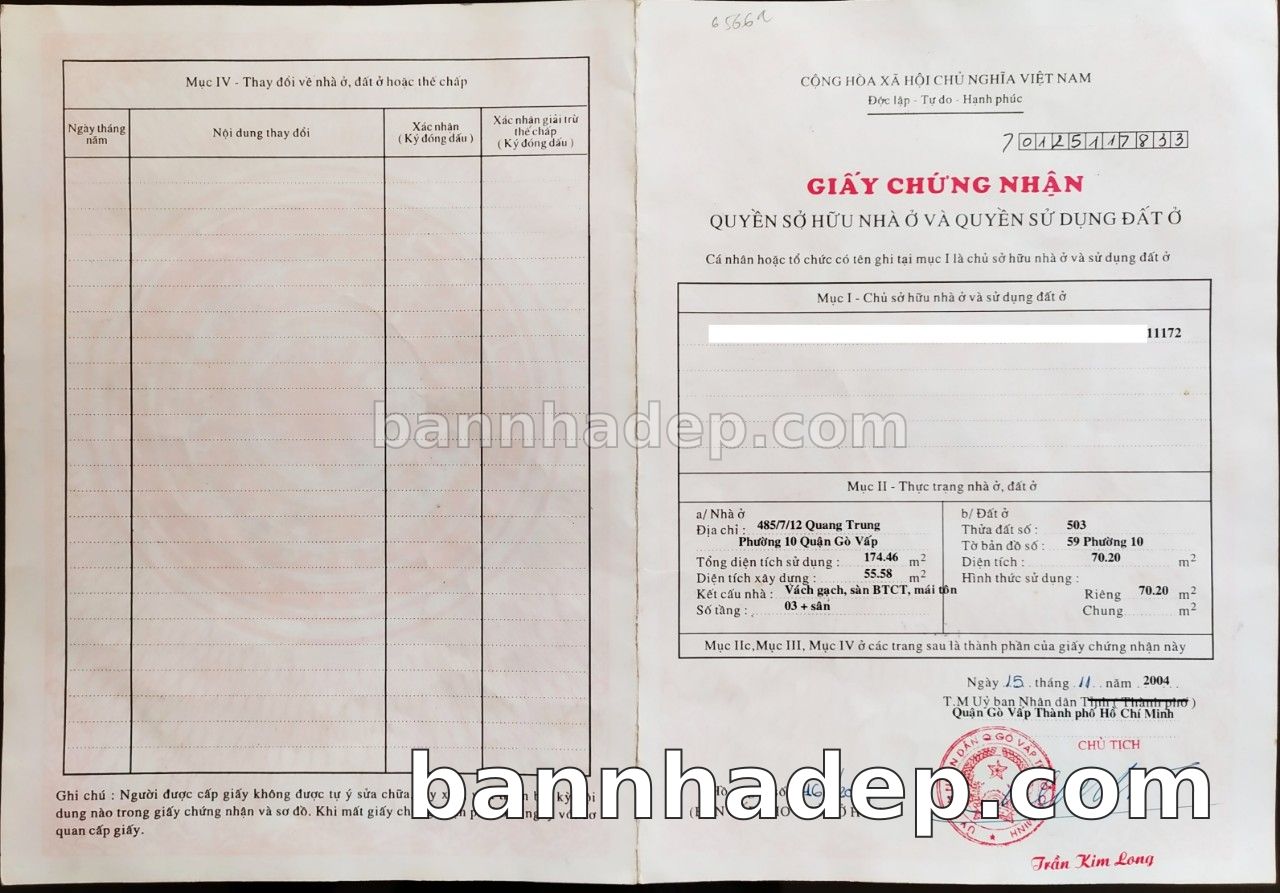 Mục IV - Thay đổi về nhà ở, đất ở hoặc thế chấp
Ngày tháng năm
Nội dung thay đổi
Xác nhận
( Ký đóng dấu )
Xác nhận giải trừ
thế chấp
( Ký đóng dấu )
Ghi chú : Người được cấp giấy không được tự ý sửa chữa
dung nào trong giấy chứng nhận và sơ đồ. Khi mất giấy
quan cấp giấy.
65661
CỘNG HÒA XÃ HỘI CHỦ NGHĨA VIỆT NAM
Độc lập - Tự do - Hạnh phúc
70125117833
GIẤY CHỨNG NHẬN
QUYỀN SỞ HỮU NHÀ Ở VÀ QUYỀN SỬ DỤNG ĐẤT Ở
Cá nhân hoặc tổ chức có tên ghi tại mục I là chủ sở hữu nhà ở và sử dụng đất ở
Mục I - Chủ sở hữu nhà ở và sử dụng đất ở
11172
bannhadep.com
Mục II - Thực trạng nhà ở, đất ở
a/ Nhà ở
Địa chỉ : 485/7/12 Quang Trung
Phường 10 Quận Gò Vấp
Tổng diện tích sử dụng : 174.46 m2
Diện tích xây dựng : 55.58 m2
Kết cấu nhà : Vách gạch, sàn BTCT, mái tôn
Số tầng : 03 + sân
b/ Đất ở
Thửa đất số : 503
Tờ bản đồ số : 59 Phường 10
Diện tích : 70.20 m2
Hình thức sử dụng :
Riêng 70.20 m2
Chung m2
Mục IIc,Mục III, Mục IV ở các trang sau là thành phần của giấy chứng nhận này
Ngày 15 tháng 11 năm 2004
T.M Uỷ ban Nhân dân Tỉnh ( Thành phố )
Quận Gò Vấp Thành phố Hồ Chí Minh
CHỦ TỊCH
bannhadep.com
Trần Kim Long